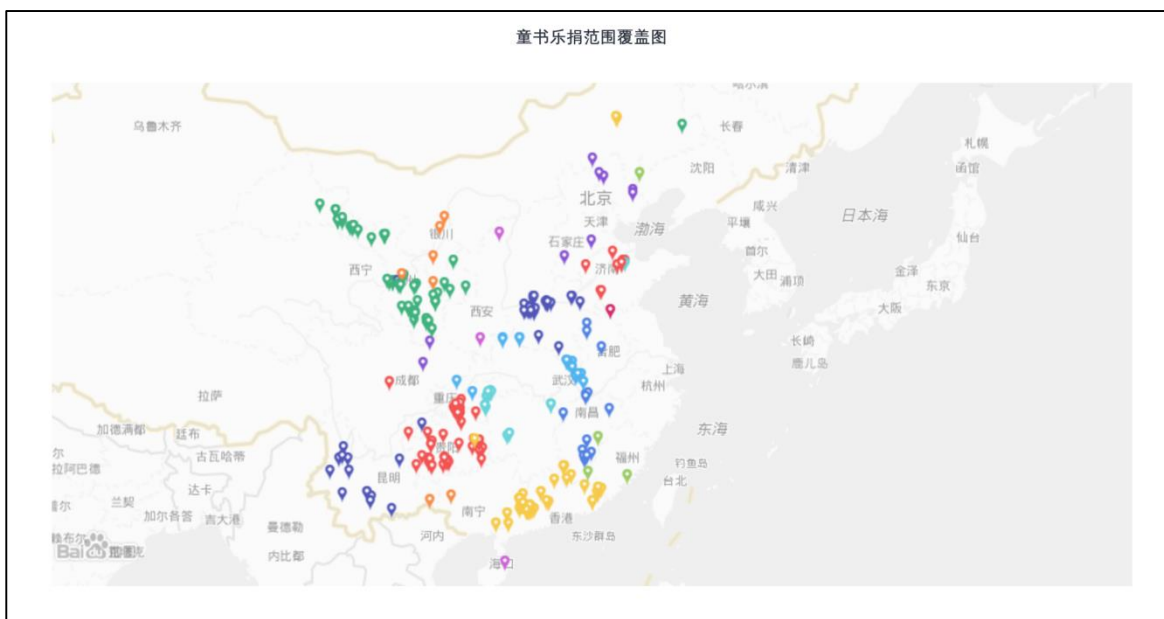 童书乐捐范围覆盖图
乌鲁木齐
长春
札幌
沈阳
清津
函馆
北京
咸兴
天津
渤海
平壤
日本海
银川
石家庄
首尔
仙台
西宁
济南
大田
浦项
金泽
东京
西安
黄海
大阪
长崎
合肥
鹿儿岛
上海
成都
武汉
杭州
拉萨
重庆
南昌
加德满都
廷布
东海
贵阳
福州
古瓦哈蒂
钓鱼岛
拉阿巴德
昆明
台北
达卡
兰契
加尔各答
吉大港
南宁
香港
曼德勒
河内
东沙群岛
内比都
海口
Bai